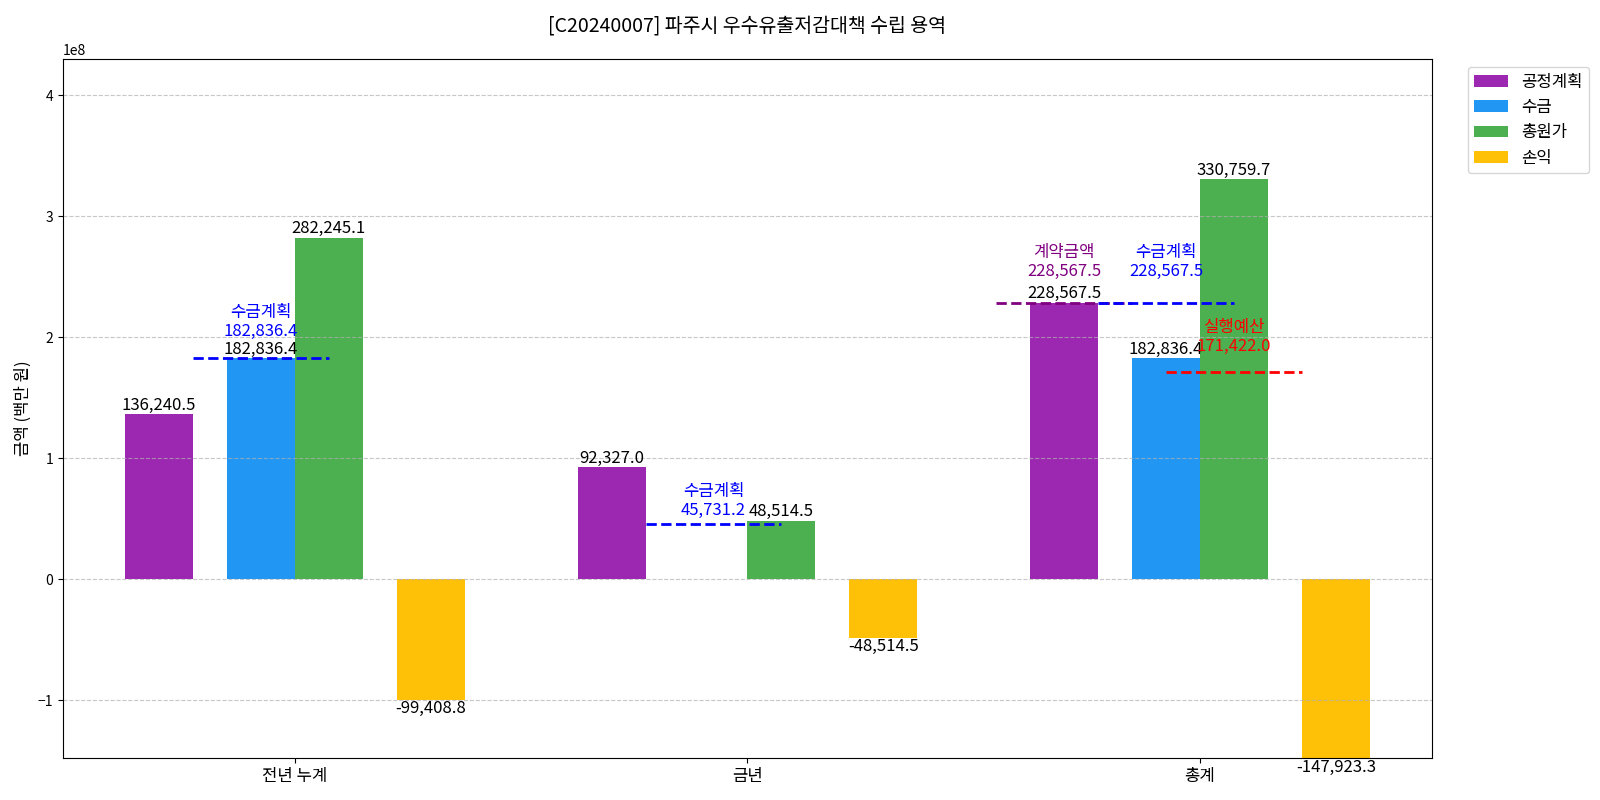 [C20240007] 파주시 우수유출저감대책 수립 용역
1e8
공정계획
수금
총원가
손익
금액 (백만 원)
4
3
2
1
0
−1
136,240.5
수금계획
182,836.4
182,836.4
282,245.1
-99,408.8
92,327.0
수금계획
45,731.2
48,514.5
-48,514.5
계약금액
228,567.5
228,567.5
수금계획
228,567.5
182,836.4
330,759.7
실행예산
171,422.0
-147,923.3
전년 누계
금년
총계